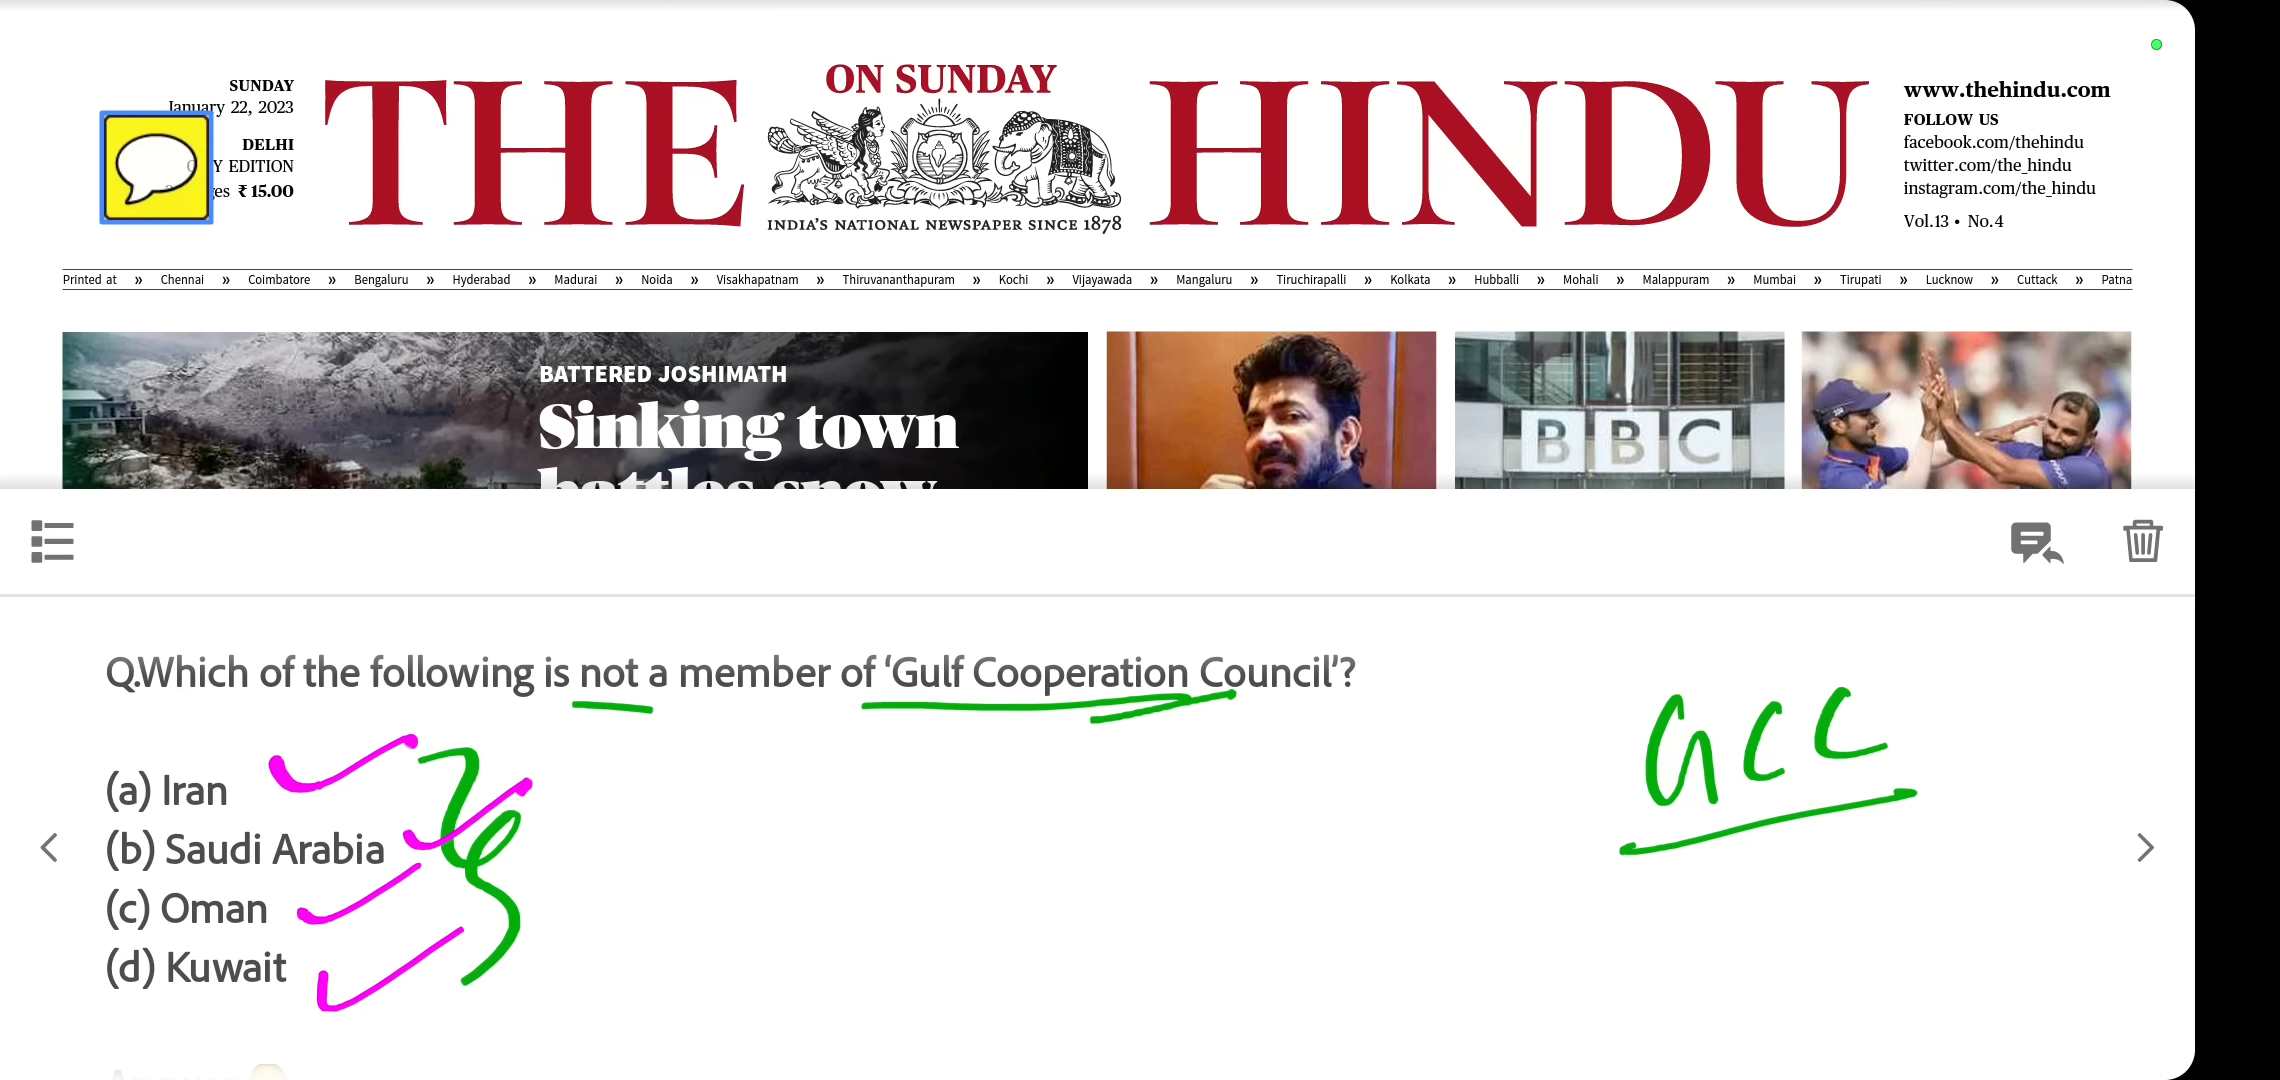 SUNDAY
January 22, 2023
DELHI
Y EDITION
es ₹ 15.00
THE HINDU
ON SUNDAY
INDIA'S NATIONAL NEWSPAPER SINCE 1878
www.thehindu.com
FOLLOW US
facebook.com/thehindu
twitter.com/the_hindu
instagram.com/the_hindu
Vol.13 • No.4
Printed at » Chennai » Coimbatore » Bengaluru » Hyderabad » Madurai » Noida » Visakhapatnam » Thiruvananthapuram » Kochi » Vijayawada » Mangaluru » Tiruchirapalli » Kolkata » Hubballi » Mohali » Malappuram » Mumbai » Tirupati » Lucknow » Cuttack » Patna
BATTERED JOSHIMATH
Sinking town
battles snow
BBC
Q.Which of the following is not a member of ‘Gulf Cooperation Council’?
GCC
(a) Iran
(b) Saudi Arabia
(c) Oman
(d) Kuwait